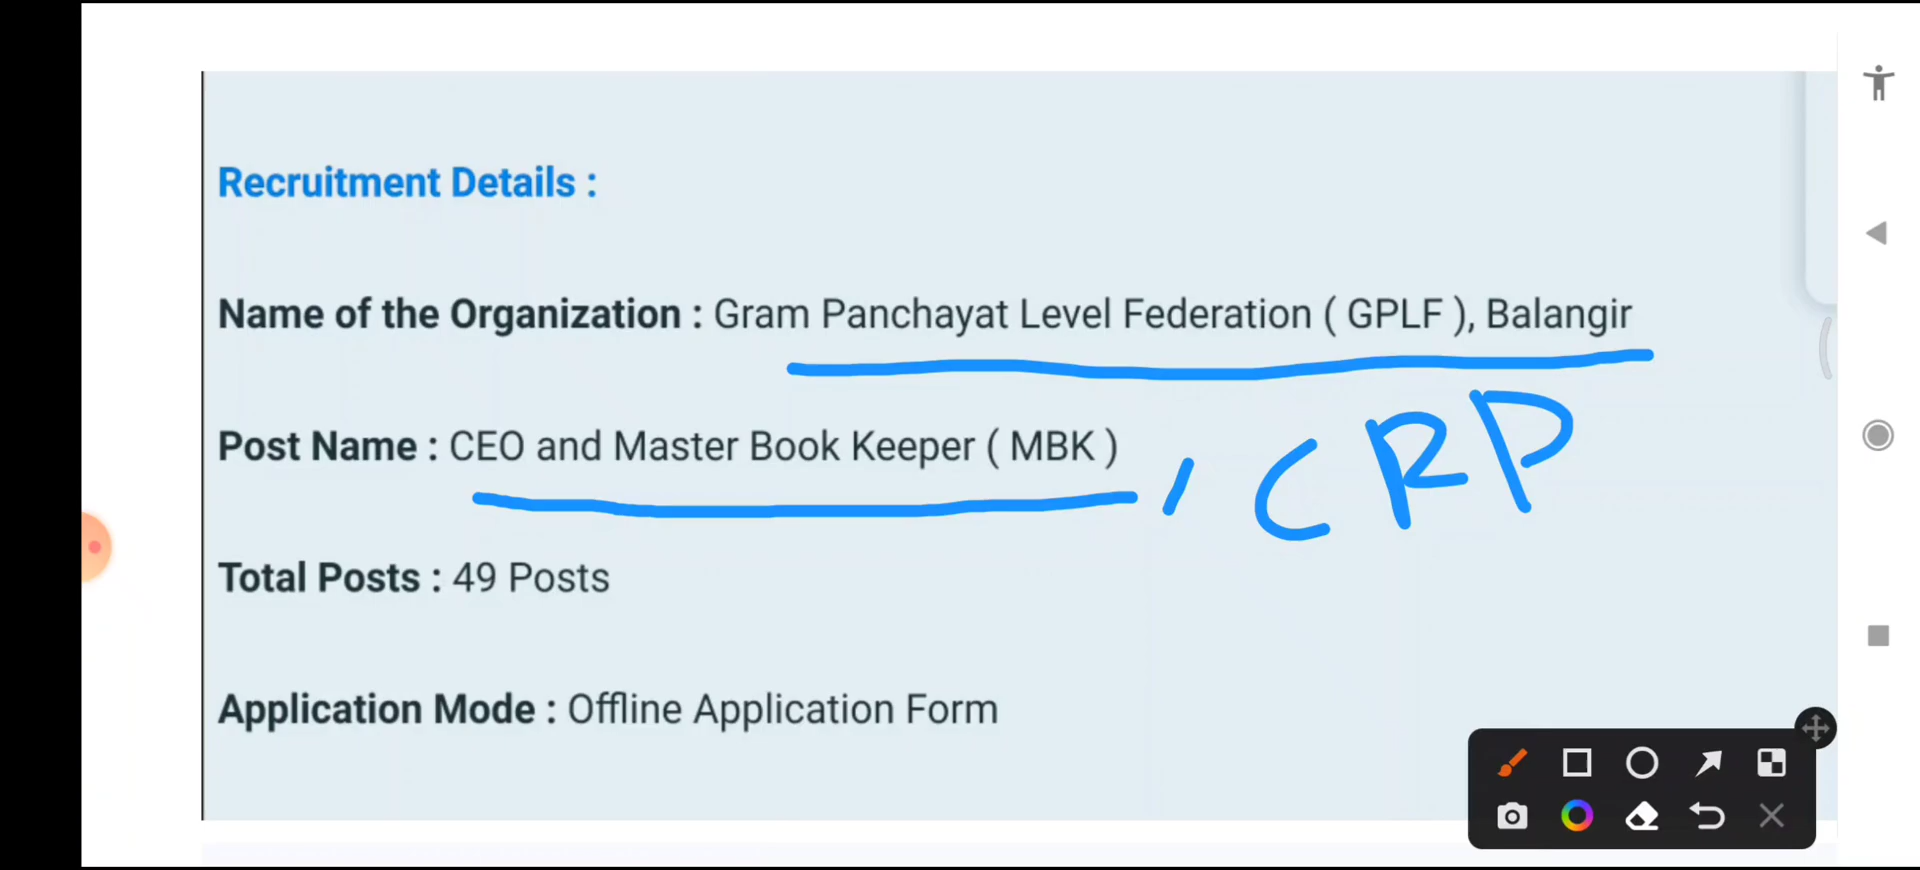 Recruitment Details :
Name of the Organization : Gram Panchayat Level Federation ( GPLF ), Balangir
Post Name : CEO and Master Book Keeper ( MBK ) , CRP
Total Posts : 49 Posts
Application Mode : Offline Application Form